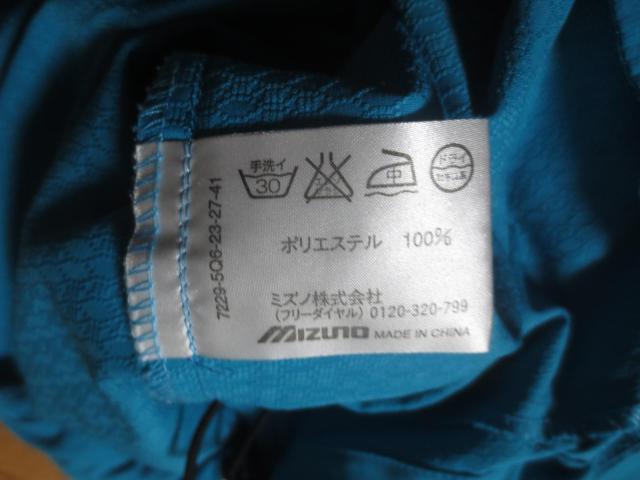 手洗イ
30
中
ドライ
セキユ系
ポリエステル 100%
ミズノ株式会社
(フリーダイヤル) 0120-320-799
MIZUNO MADE IN CHINA
7229-5Q6-23-27-41